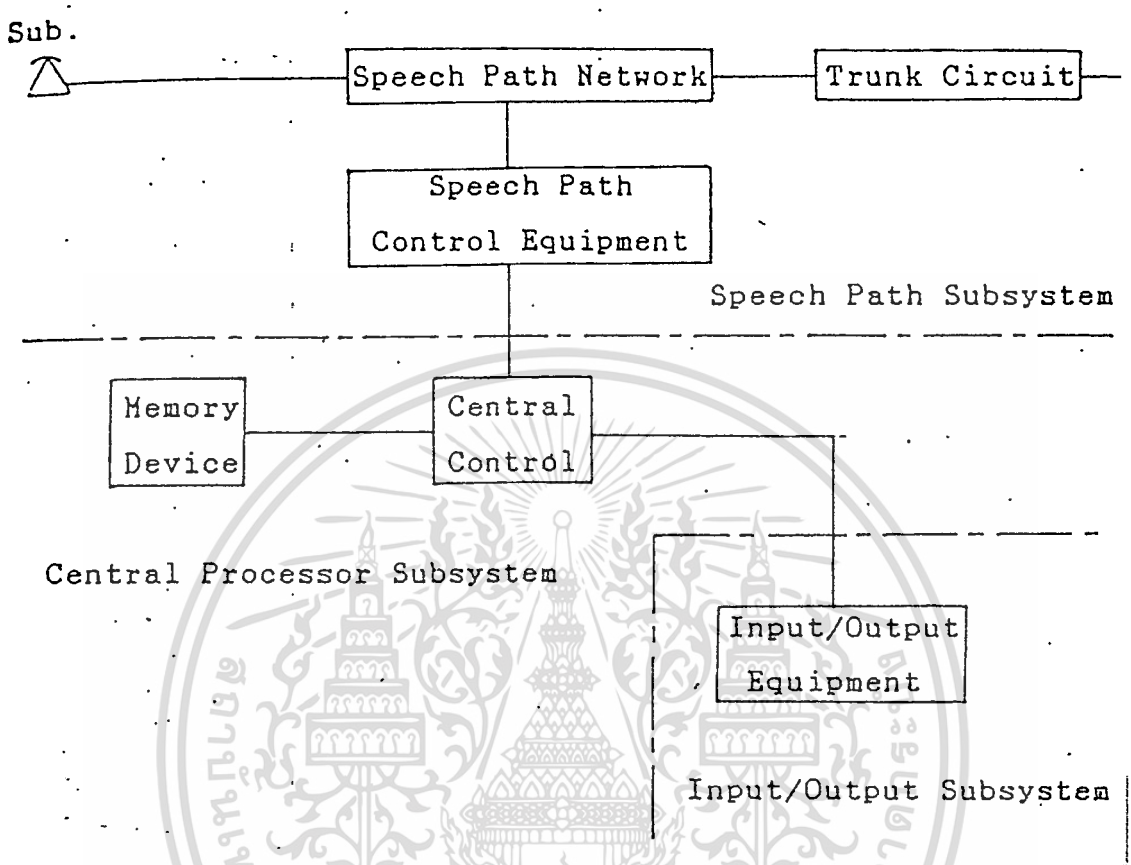 Sub.
Speech Path Network
Trunk Circuit
Speech Path
Control Equipment
Speech Path Subsystem
Memory
Device
Central
Control
Central Processor Subsystem
Input/Output
Equipment
Input/Output Subsystem